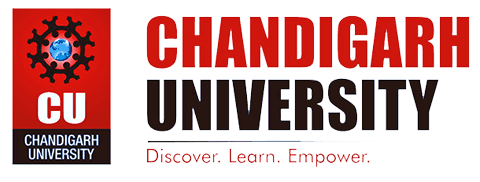 CU
CHANDIGARH
UNIVERSITY
CHANDIGARH
UNIVERSITY
Discover. Learn. Empower.